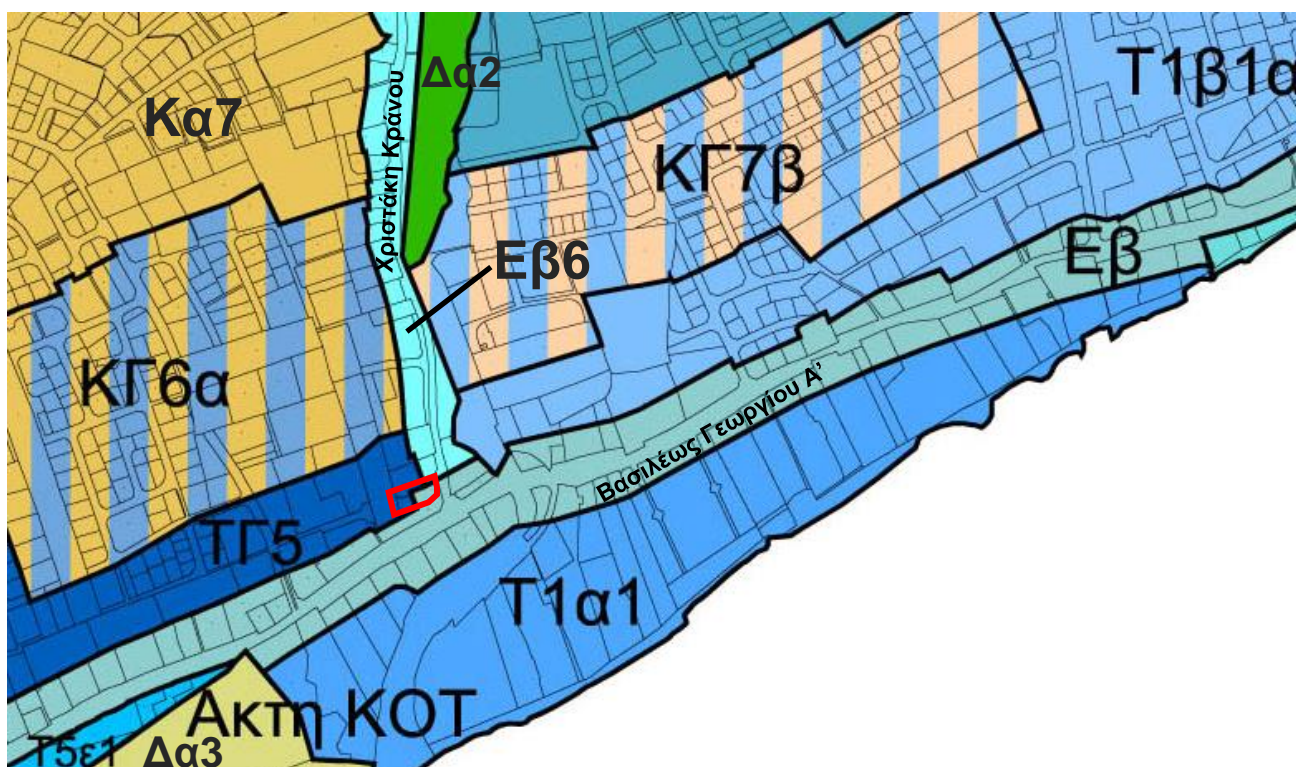 Δα2
Τ1β1α
Κα7
Χριστάκη Κράνου
ΚΓ7β
Εβ6
Εβ
ΚΓ6α
Βασιλέως Γεωργίου Α'
ΤΓ5
Τ1α1
Ακτη ΚΟΤ
Τ5ε1
Δα3